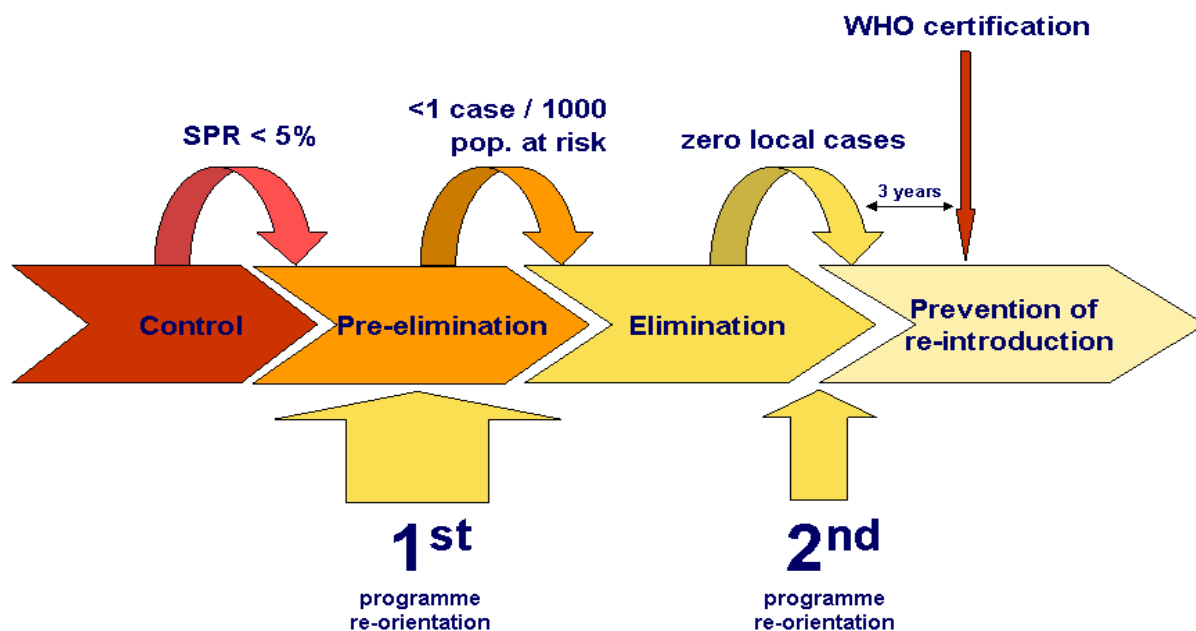 WHO certification
<1 case / 1000
pop. at risk
SPR < 5%
zero local cases
3 years
Control
Pre-elimination
Elimination
Prevention of
re-introduction
1st
programme
re-orientation
2nd
programme
re-orientation